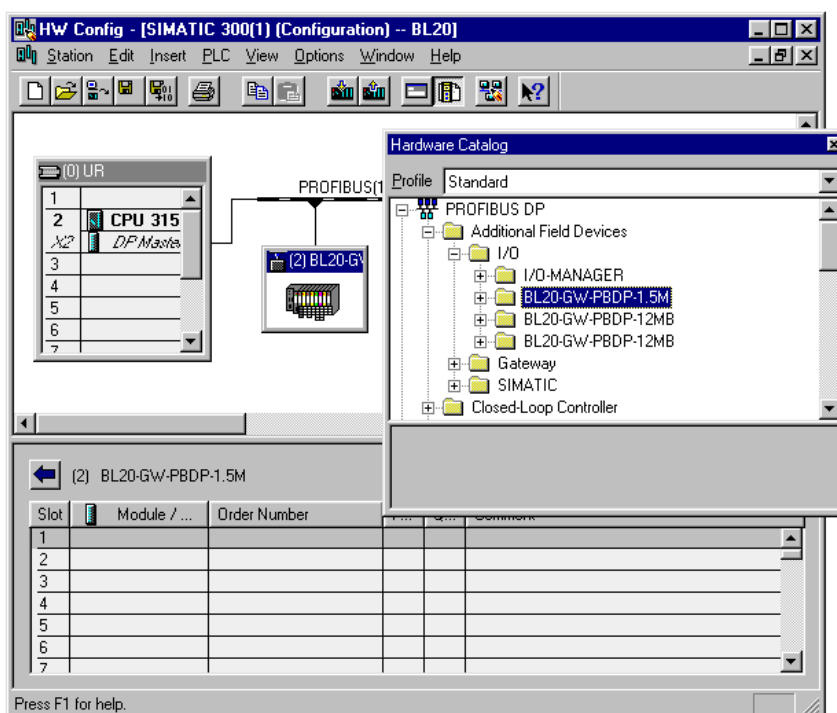 HW Config - [SIMATIC 300(1) (Configuration) -- BL20]
Station Edit Insert PLC View Options Window Help
Hardware Catalog
Profile Standard
(0) UR
1
2 CPU 315
X2 DP Master
3
4
5
6
7
PROFIBUS(1
(2) BL20-GW
PROFIBUS DP
Additional Field Devices
I/O
I/O-MANAGER
BL20-GW-PBDP-1.5M
BL20-GW-PBDP-12MB
BL20-GW-PBDP-12MB
Gateway
SIMATIC
Closed-Loop Controller
(2) BL20-GW-PBDP-1.5M
Slot Module / ... Order Number
1
2
3
4
5
6
7
Press F1 for help.